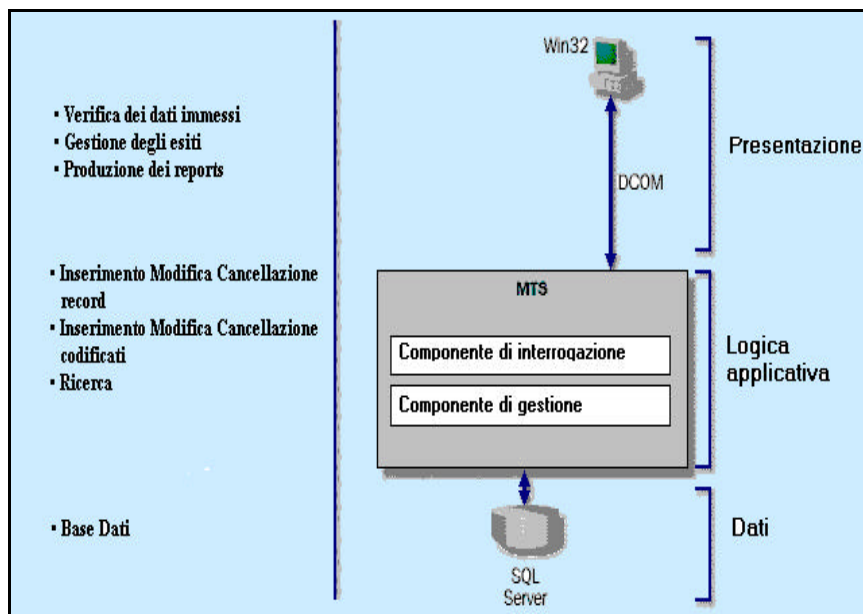 ▪ Verifica dei dati immessi
▪ Gestione degli esiti
▪ Produzione dei reports
▪ Inserimento Modifica Cancellazione
record
▪ Inserimento Modifica Cancellazione
codificati
▪ Ricerca
▪ Base Dati
Win32
DCOM
MTS
Componente di interrogazione
Componente di gestione
SQL
Server
Presentazione
Logica
applicativa
Dati